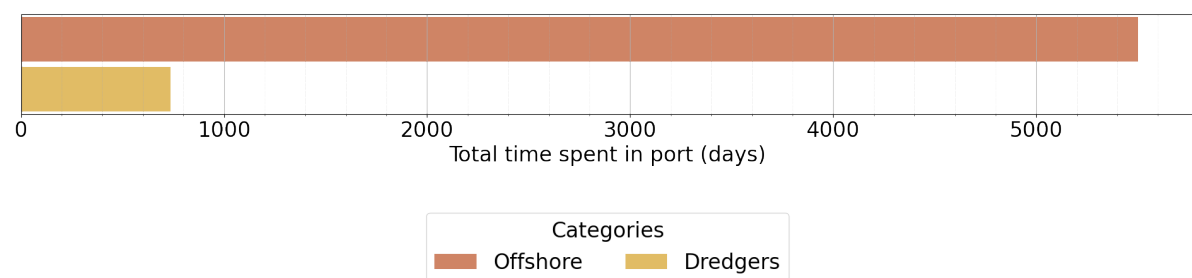 0 1000 2000 3000 4000 5000
Total time spent in port (days)
Categories
Offshore Dredgers